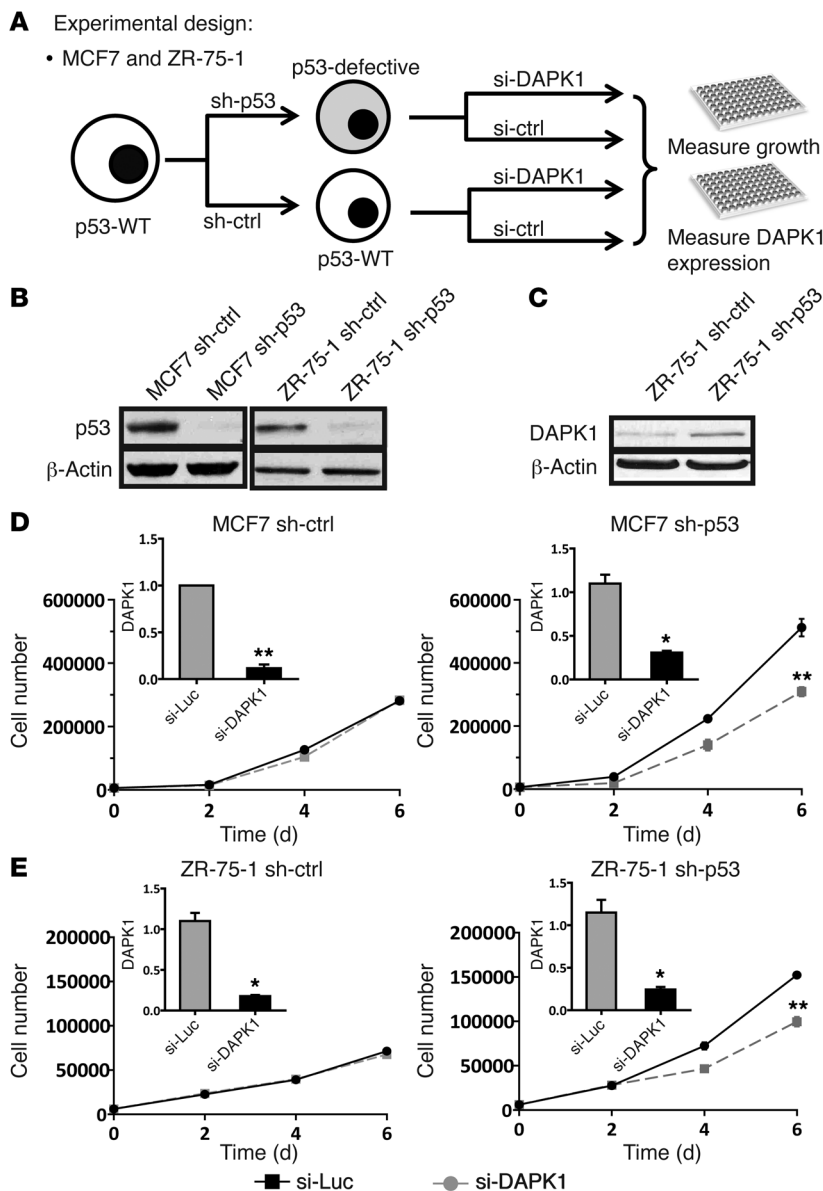 A Experimental design:
• MCF7 and ZR-75-1
p53-defective
sh-p53
si-DAPK1
si-ctrl
Measure growth
p53-WT
sh-ctrl
p53-WT
si-DAPK1
si-ctrl
Measure DAPK1
expression
B
MCF7 sh-ctrl
MCF7 sh-p53
ZR-75-1 sh-ctrl
ZR-75-1 sh-p53
p53
β-Actin
C
ZR-75-1 sh-ctrl
ZR-75-1 sh-p53
DAPK1
β-Actin
D
MCF7 sh-ctrl
Cell number
600000
400000
200000
0
0 2 4 6
Time (d)
DAPK1
1.5
1.0
0.5
0.0
**
si-Luc
si-DAPK1
MCF7 sh-p53
Cell number
600000
400000
200000
0
0 2 4 6
Time (d)
**
DAPK1
1.5
1.0
0.5
0.0
*
si-Luc
si-DAPK1
E
ZR-75-1 sh-ctrl
Cell number
200000
150000
100000
50000
0
0 2 4 6
Time (d)
DAPK1
1.5
1.0
0.5
0.0
*
si-Luc
si-DAPK1
ZR-75-1 sh-p53
Cell number
200000
150000
100000
50000
0
0 2 4 6
Time (d)
**
DAPK1
1.5
1.0
0.5
0.0
*
si-Luc
si-DAPK1
si-Luc
si-DAPK1